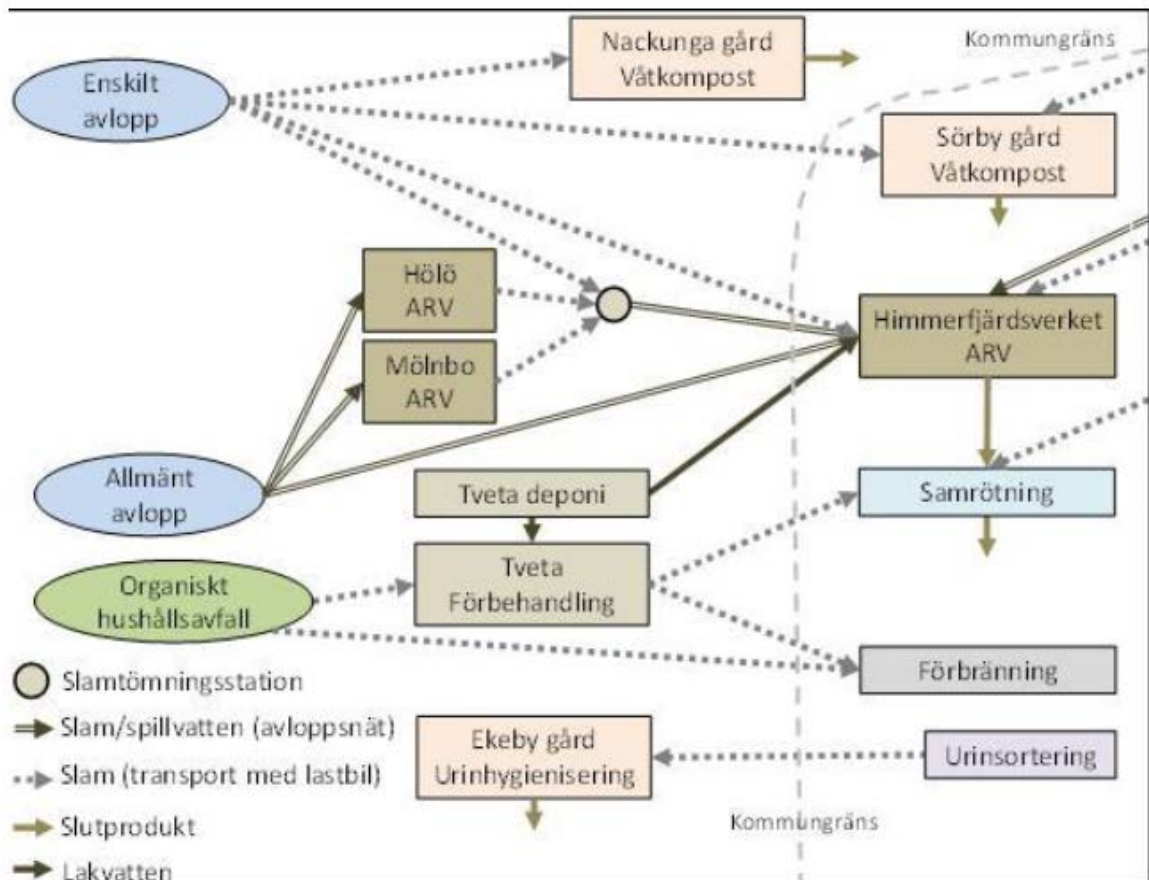 Nackunga gård
Våtkompost
Kommungräns
Enskilt
avlopp
Sörby gård
Våtkompost
Hölö
ARV
Himmerfjärdsverket
ARV
Mölnbo
ARV
Allmänt
avlopp
Tveta deponi
Samrötning
Tveta
Förbehandling
Organiskt
hushållsavfall
Förbränning
Slamtömningsstation
Slam/spillvatten (avloppsnät)
Ekeby gård
Urinhygienisering
Urinsortering
Slam (transport med lastbil)
Slutprodukt
Kommungräns
Lakvatten